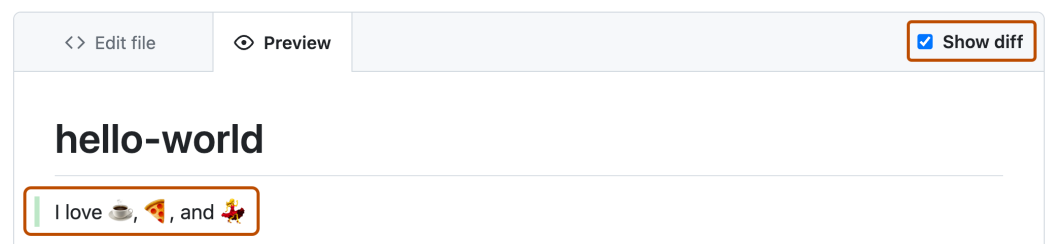 Edit file
Preview
Show diff
hello-world
I love ☕, 🍕, and 💃